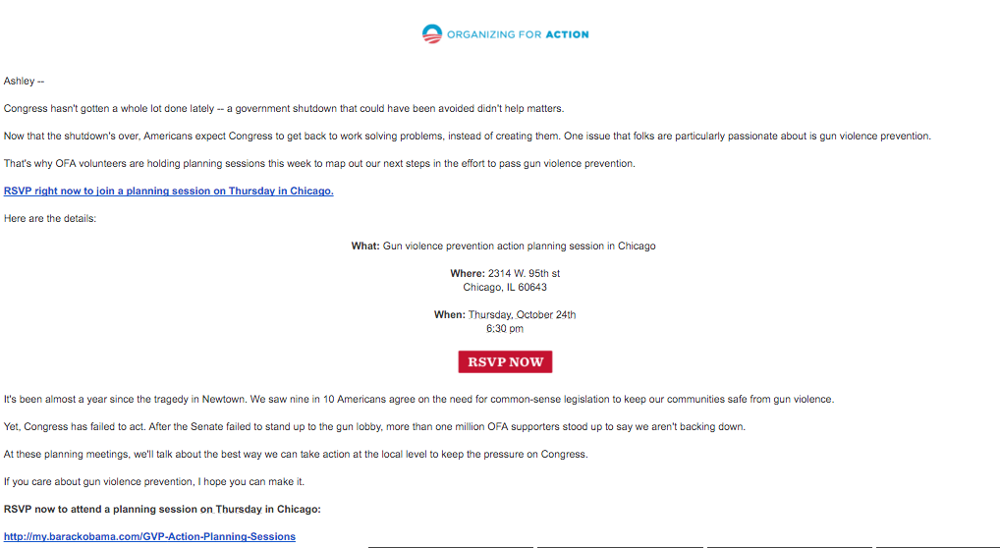 ORGANIZING FOR ACTION
Ashley --
Congress hasn't gotten a whole lot done lately -- a government shutdown that could have been avoided didn't help matters.
Now that the shutdown's over, Americans expect Congress to get back to work solving problems, instead of creating them. One issue that folks are particularly passionate about is gun violence prevention.
That's why OFA volunteers are holding planning sessions this week to map out our next steps in the effort to pass gun violence prevention.
RSVP right now to join a planning session on Thursday in Chicago.
Here are the details:
What: Gun violence prevention action planning session in Chicago
Where: 2314 W. 95th st
Chicago, IL 60643
When: Thursday, October 24th
6:30 pm
RSVP NOW
It's been almost a year since the tragedy in Newtown. We saw nine in 10 Americans agree on the need for common-sense legislation to keep our communities safe from gun violence.
Yet, Congress has failed to act. After the Senate failed to stand up to the gun lobby, more than one million OFA supporters stood up to say we aren't backing down.
At these planning meetings, we'll talk about the best way we can take action at the local level to keep the pressure on Congress.
If you care about gun violence prevention, I hope you can make it.
RSVP now to attend a planning session on Thursday in Chicago:
http://my.barackobama.com/GVP-Action-Planning-Sessions